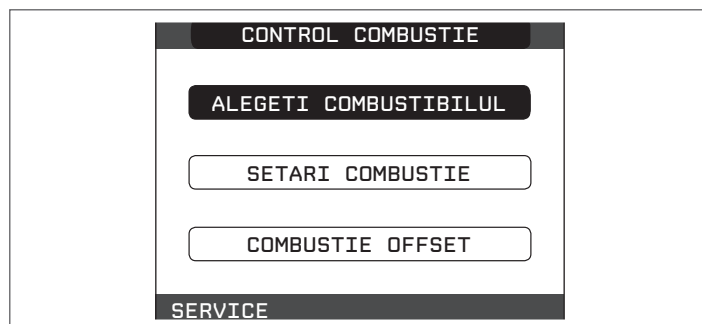 CONTROL COMBUSTIE
ALEGETI COMBUSTIBILUL
SETARI COMBUSTIE
COMBUSTIE OFFSET
SERVICE